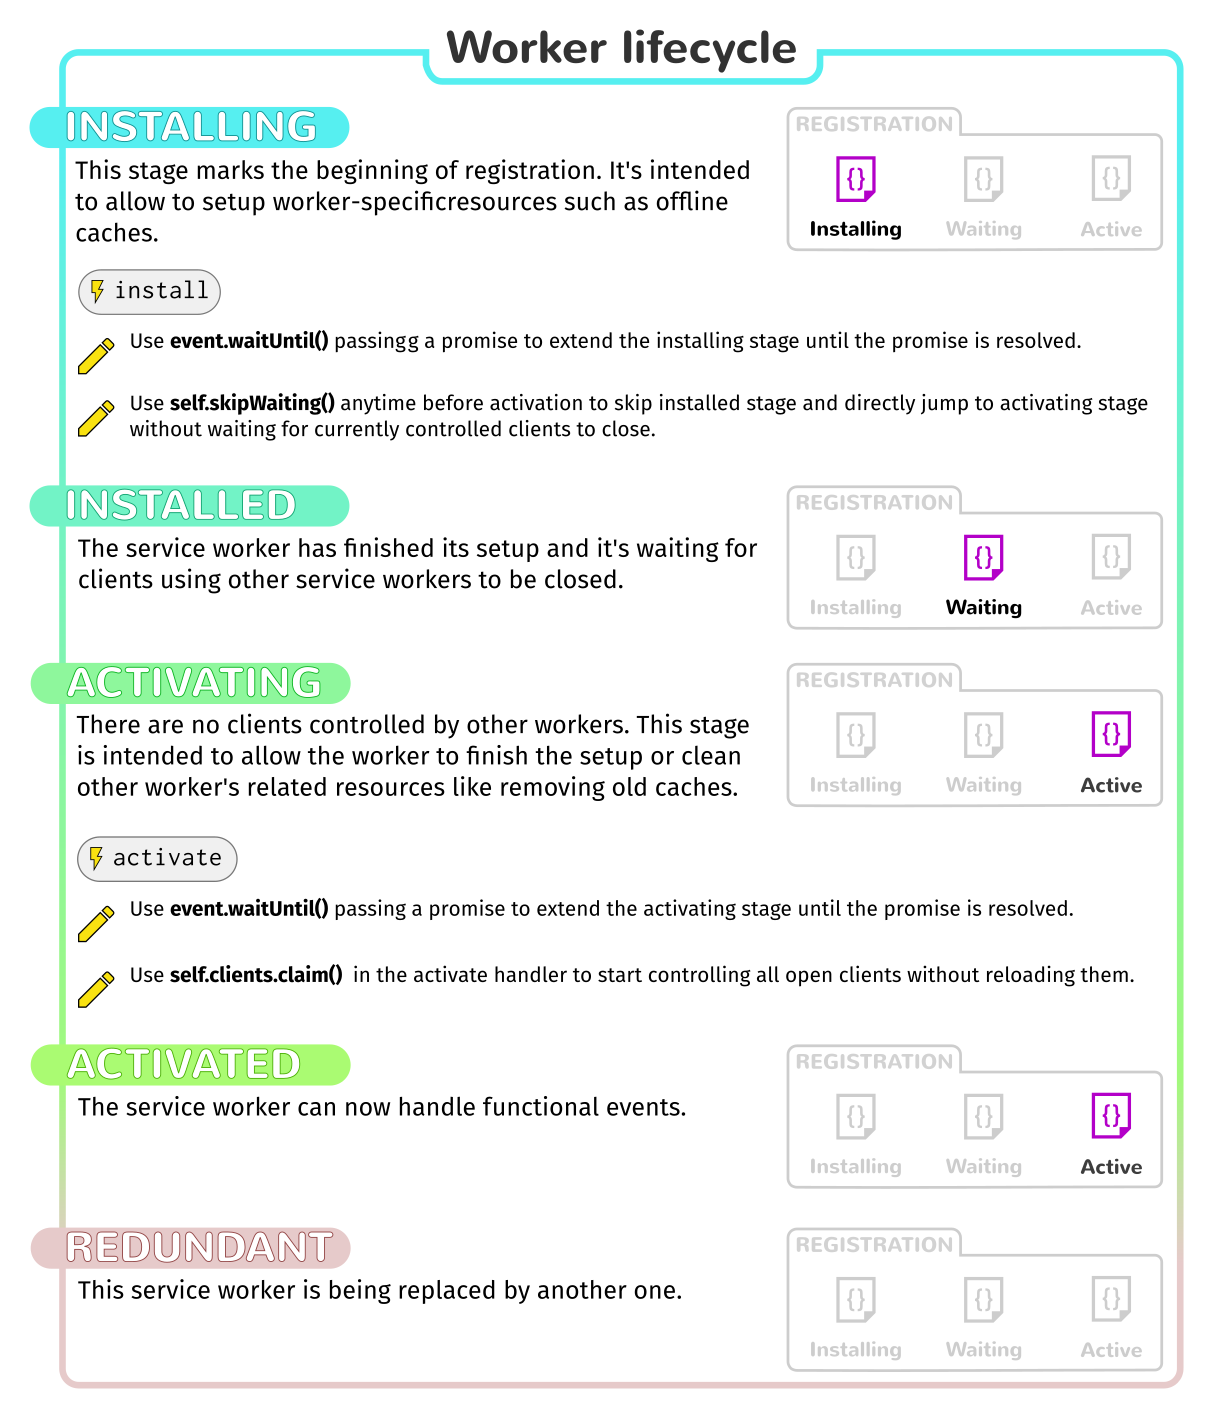 Worker lifecycle
INSTALLING
This stage marks the beginning of registration. It's intended
to allow to setup worker-specificresources such as offline
caches.
REGISTRATION
{} {} {}
Installing Waiting Active
install
Use event.waitUntil() passingg a promise to extend the installing stage until the promise is resolved.
Use self.skipWaiting() anytime before activation to skip installed stage and directly jump to activating stage
without waiting for currently controlled clients to close.
INSTALLED
The service worker has finished its setup and it's waiting for
clients using other service workers to be closed.
REGISTRATION
{} {} {}
Installing Waiting Active
ACTIVATING
There are no clients controlled by other workers. This stage
is intended to allow the worker to finish the setup or clean
other worker's related resources like removing old caches.
REGISTRATION
{} {} {}
Installing Waiting Active
activate
Use event.waitUntil() passing a promise to extend the activating stage until the promise is resolved.
Use self.clients.claim() in the activate handler to start controlling all open clients without reloading them.
ACTIVATED
The service worker can now handle functional events.
REGISTRATION
{} {} {}
Installing Waiting Active
REDUNDANT
This service worker is being replaced by another one.
REGISTRATION
{} {} {}
Installing Waiting Active